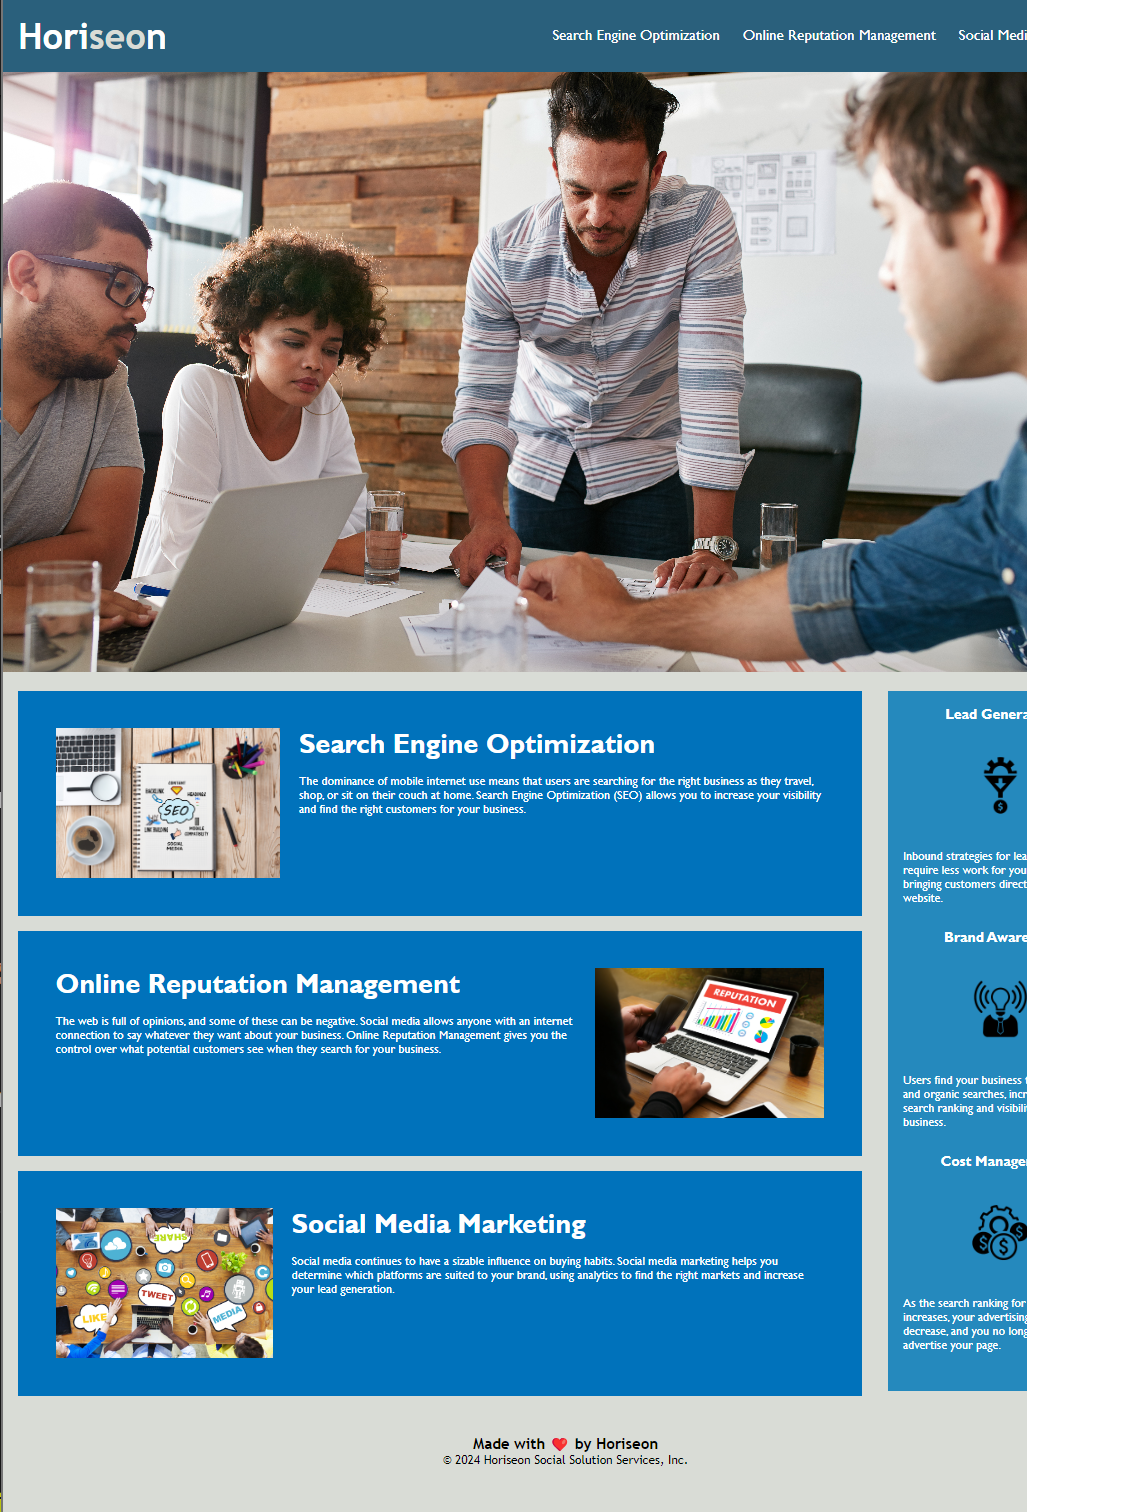 Horiseon
Search Engine Optimization Online Reputation Management Social Medi
Search Engine Optimization
The dominance of mobile internet use means that users are searching for the right business as they travel,
shop, or sit on their couch at home. Search Engine Optimization (SEO) allows you to increase your visibility
and find the right customers for your business.
CONTENT
BACKLINK
KEYWORDS
SEO
LINK BUILDING
MOBILE
COMPATIBILITY
SOCIAL
MEDIA
Online Reputation Management
The web is full of opinions, and some of these can be negative. Social media allows anyone with an internet
connection to say whatever they want about your business. Online Reputation Management gives you the
control over what potential customers see when they search for your business.
REPUTATION
Social Media Marketing
Social media continues to have a sizable influence on buying habits. Social media marketing helps you
determine which platforms are suited to your brand, using analytics to find the right markets and increase
your lead generation.
SHARE
TWEET
LIKE
MEDIA
Lead Genera
Inbound strategies for lea
require less work for you
bringing customers direct
website.
Brand Aware
Users find your business
and organic searches, incr
search ranking and visibili
business.
Cost Manage
As the search ranking for
increases, your advertising
decrease, and you no long
advertise your page.
Made with ❤️ by Horiseon
© 2024 Horiseon Social Solution Services, Inc.